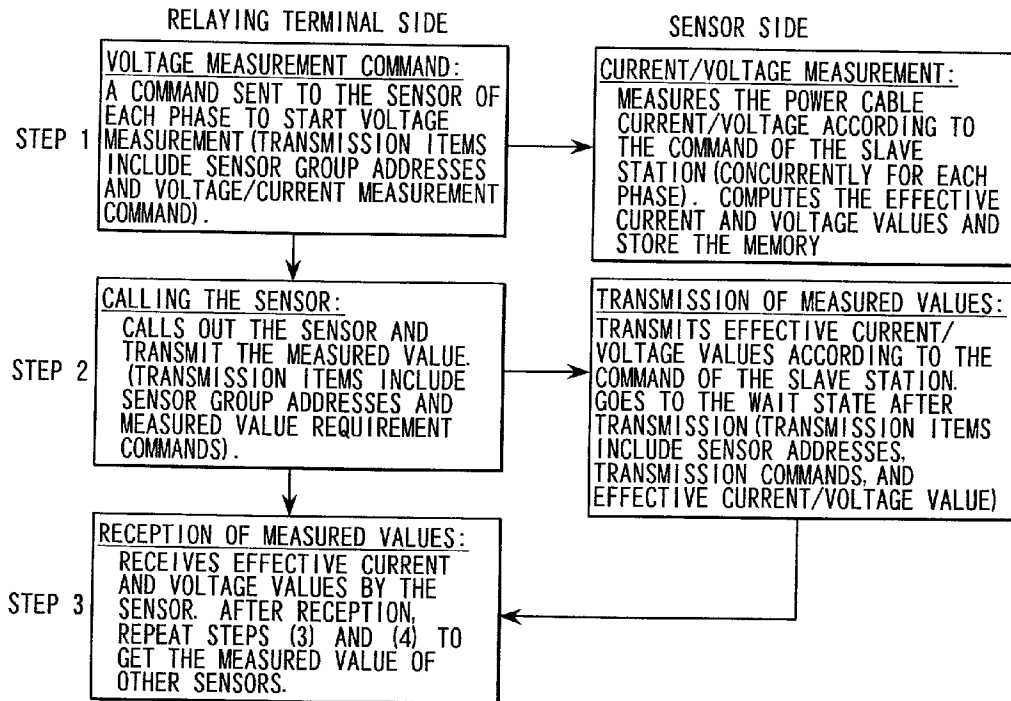 RELAYING TERMINAL SIDE
SENSOR SIDE
STEP 1
VOLTAGE MEASUREMENT COMMAND:
A COMMAND SENT TO THE SENSOR OF
EACH PHASE TO START VOLTAGE
MEASUREMENT (TRANSMISSION ITEMS
INCLUDE SENSOR GROUP ADDRESSES
AND VOLTAGE/CURRENT MEASUREMENT
COMMAND).
CURRENT/VOLTAGE MEASUREMENT:
MEASURES THE POWER CABLE
CURRENT/VOLTAGE ACCORDING TO
THE COMMAND OF THE SLAVE
STATION (CONCURRENTLY FOR EACH
PHASE). COMPUTES THE EFFECTIVE
CURRENT AND VOLTAGE VALUES AND
STORE THE MEMORY
STEP 2
CALLING THE SENSOR:
CALLS OUT THE SENSOR AND
TRANSMIT THE MEASURED VALUE.
(TRANSMISSION ITEMS INCLUDE
SENSOR GROUP ADDRESSES AND
MEASURED VALUE REQUIREMENT
COMMANDS).
TRANSMISSION OF MEASURED VALUES:
TRANSMITS EFFECTIVE CURRENT/
VOLTAGE VALUES ACCORDING TO THE
COMMAND OF THE SLAVE STATION.
GOES TO THE WAIT STATE AFTER
TRANSMISSION (TRANSMISSION ITEMS
INCLUDE SENSOR ADDRESSES,
TRANSMISSION COMMANDS, AND
EFFECTIVE CURRENT/VOLTAGE VALUE)
STEP 3
RECEPTION OF MEASURED VALUES:
RECEIVES EFFECTIVE CURRENT
AND VOLTAGE VALUES BY THE
SENSOR. AFTER RECEPTION,
REPEAT STEPS (3) AND (4) TO
GET THE MEASURED VALUE OF
OTHER SENSORS.